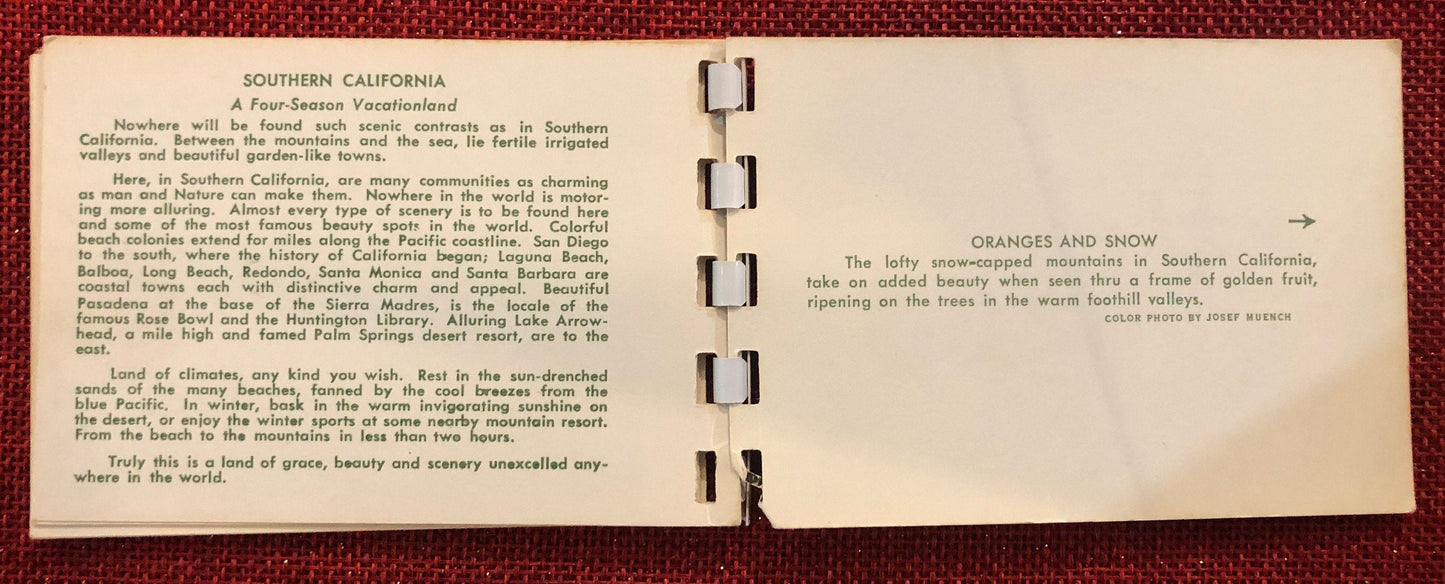 SOUTHERN CALIFORNIA
A Four-Season Vacationland
Nowhere will be found such scenic contrasts as in Southern
California. Between the mountains and the sea, lie fertile irrigated
valleys and beautiful garden-like towns.
Here, in Southern California, are many communities as charming
as man and Nature can make them. Nowhere in the world is motor-
ing more alluring. Almost every type of scenery is to be found here
and some of the most famous beauty spots in the world. Colorful
beach colonies extend for miles along the Pacific coastline. San Diego
to the south, where the history of California began; Laguna Beach,
Balboa, Long Beach, Redondo, Santa Monica and Santa Barbara are
coastal towns each with distinctive charm and appeal. Beautiful
Pasadena at the base of the Sierra Madres, is the locale of the
famous Rose Bowl and the Huntington Library. Alluring Lake Arrow-
head, a mile high and famed Palm Springs desert resort, are to the
east.
Land of climates, any kind you wish. Rest in the sun-drenched
sands of the many beaches, fanned by the cool breezes from the
blue Pacific. In winter, bask in the warm invigorating sunshine on
the desert, or enjoy the winter sports at some nearby mountain resort.
From the beach to the mountains in less than two hours.
Truly this is a land of grace, beauty and scenery unexcelled any-
where in the world.
→
ORANGES AND SNOW
The lofty snow-capped mountains in Southern California,
take on added beauty when seen thru a frame of golden fruit,
ripening on the trees in the warm foothill valleys.
COLOR PHOTO BY JOSEF MUENCH